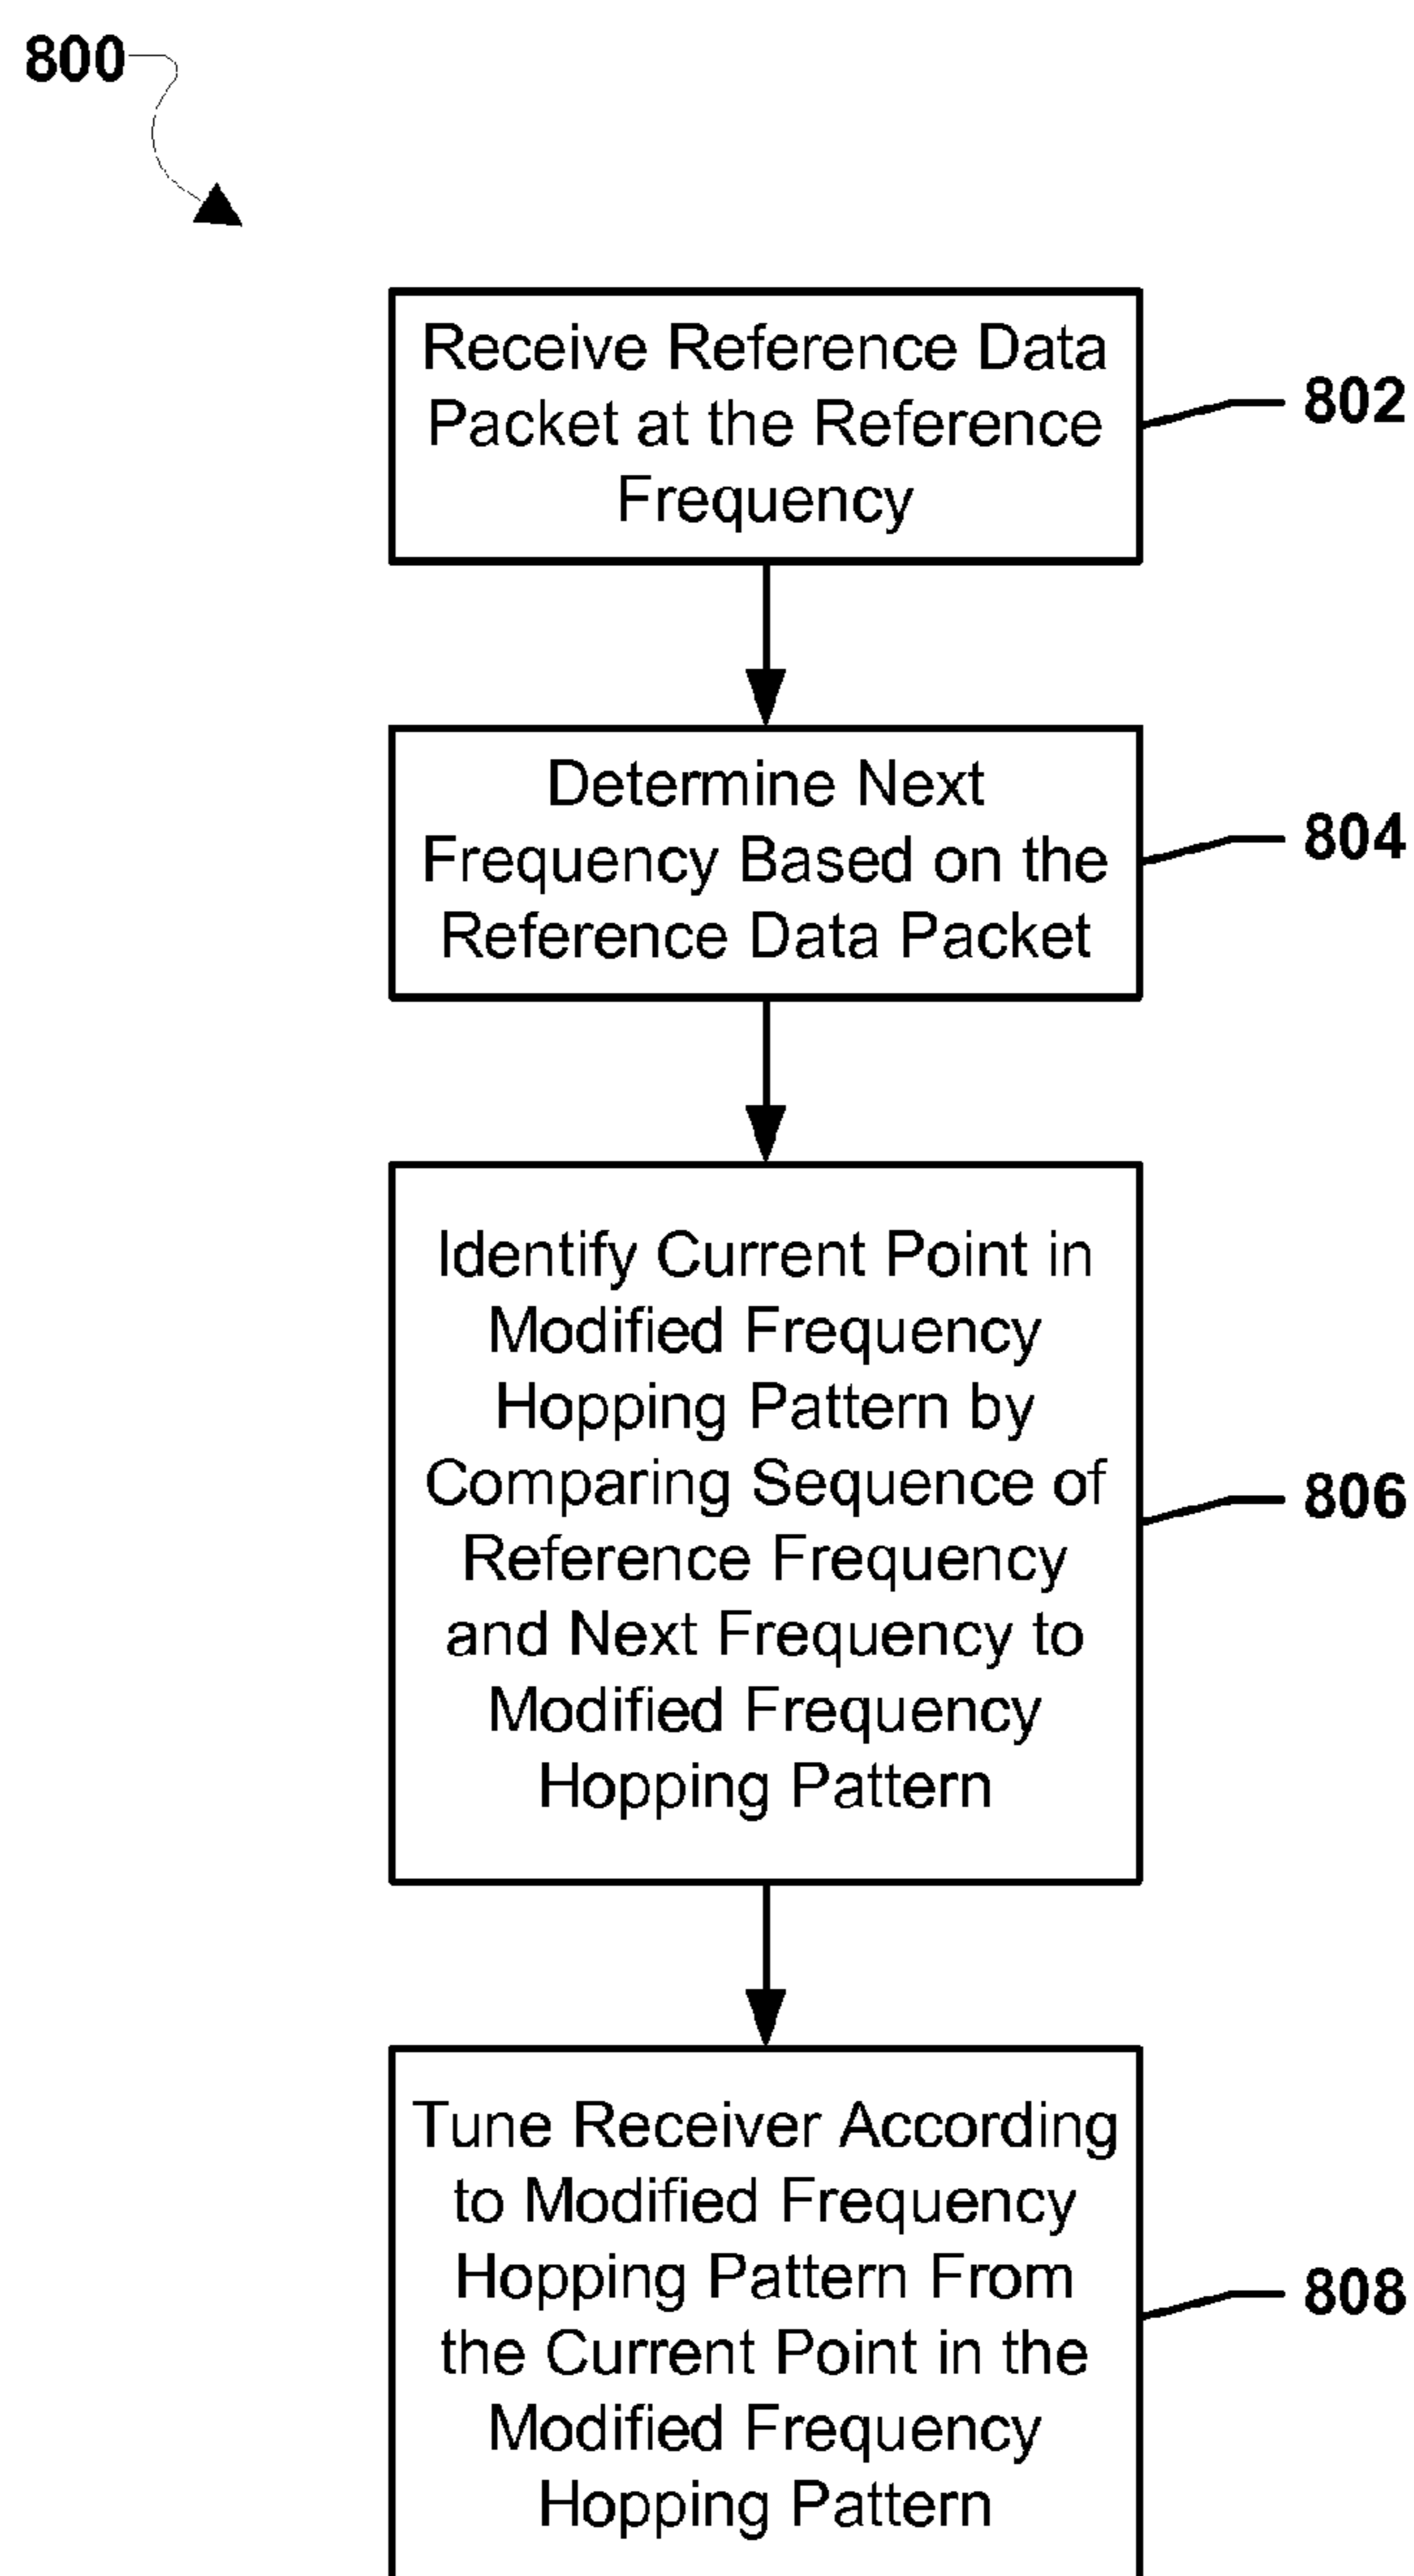 800
Receive Reference Data
Packet at the Reference
Frequency
802
Determine Next
Frequency Based on the
Reference Data Packet
804
Identify Current Point in
Modified Frequency
Hopping Pattern by
Comparing Sequence of
Reference Frequency
and Next Frequency to
Modified Frequency
Hopping Pattern
806
Tune Receiver According
to Modified Frequency
Hopping Pattern From
the Current Point in the
Modified Frequency
Hopping Pattern
808